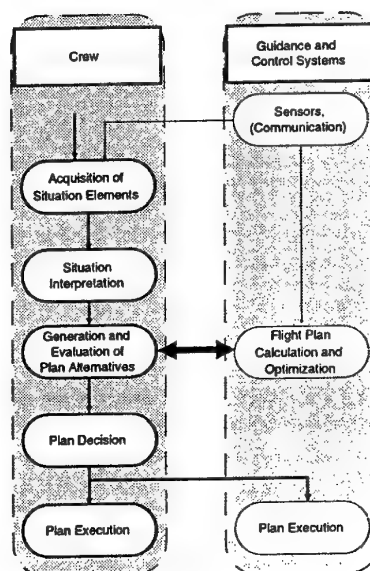 Crew
Guidance and
Control Systems
Sensors,
(Communication)
Acquisition of
Situation Elements
Situation
Interpretation
Generation and
Evaluation of
Plan Alternatives
Flight Plan
Calculation and
Optimization
Plan Decision
Plan Execution
Plan Execution